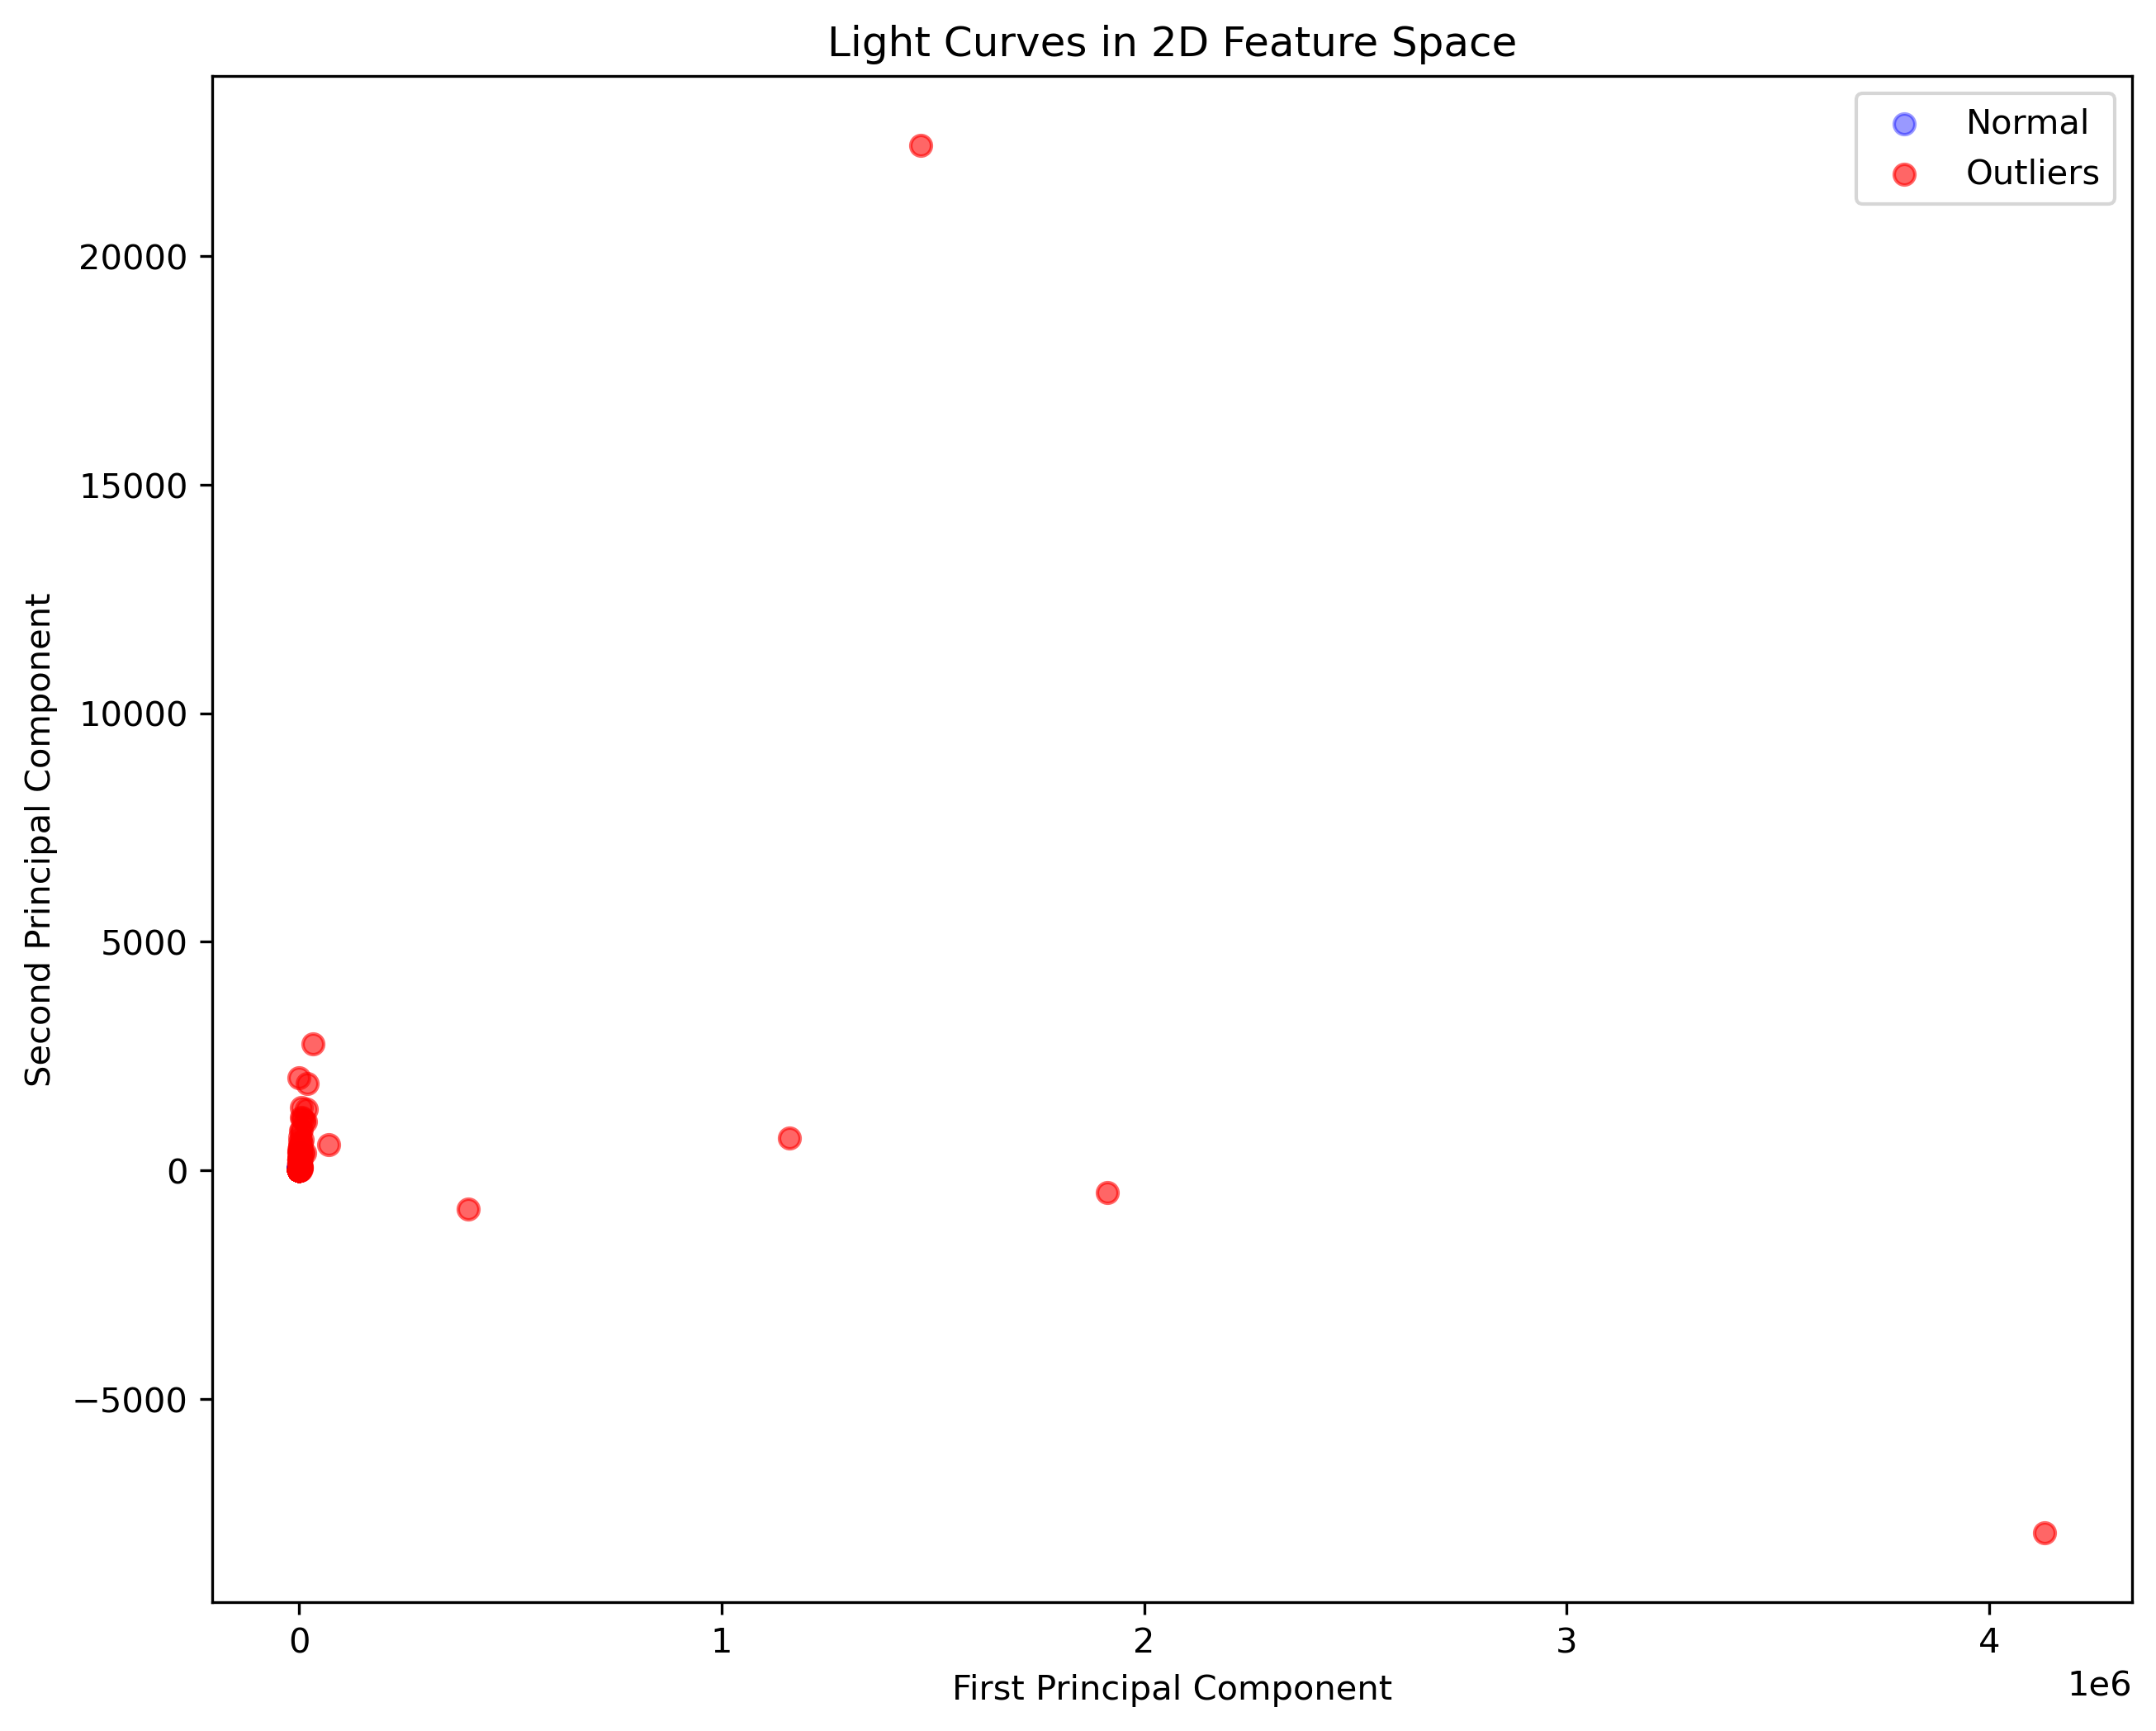 Light Curves in 2D Feature Space
Normal
Outliers
20000
15000
10000
5000
0
−5000
Second Principal Component
0 1 2 3 4
1e6
First Principal Component